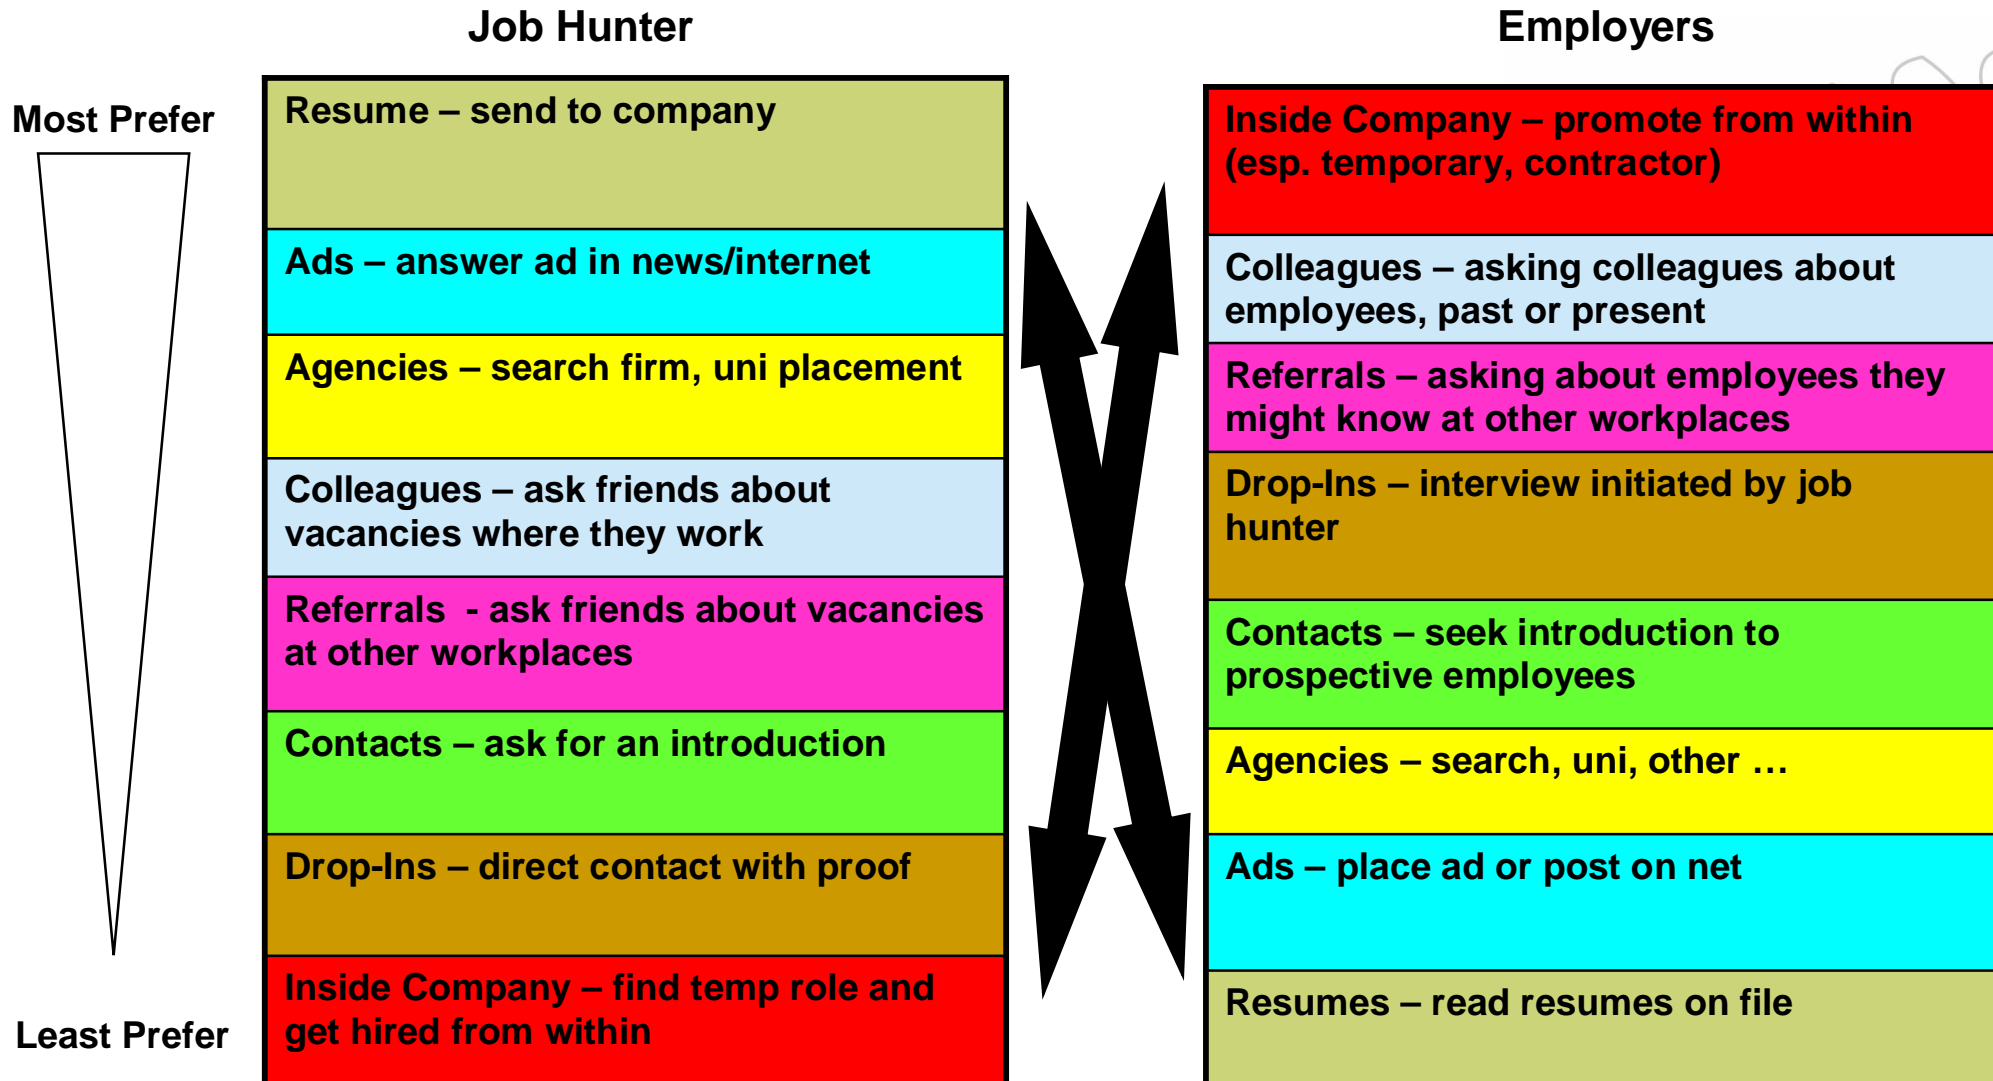 Job Hunter
Employers
Most Prefer
Resume – send to company
Ads – answer ad in news/internet
Agencies – search firm, uni placement
Colleagues – ask friends about
vacancies where they work
Referrals  - ask friends about vacancies
at other workplaces
Contacts – ask for an introduction
Drop-Ins – direct contact with proof
Inside Company – find temp role and
get hired from within
Least Prefer
Inside Company – promote from within
(esp. temporary, contractor)
Colleagues – asking colleagues about
employees, past or present
Referrals – asking about employees they
might know at other workplaces
Drop-Ins – interview initiated by job
hunter
Contacts – seek introduction to
prospective employees
Agencies – search, uni, other …
Ads – place ad or post on net
Resumes – read resumes on file